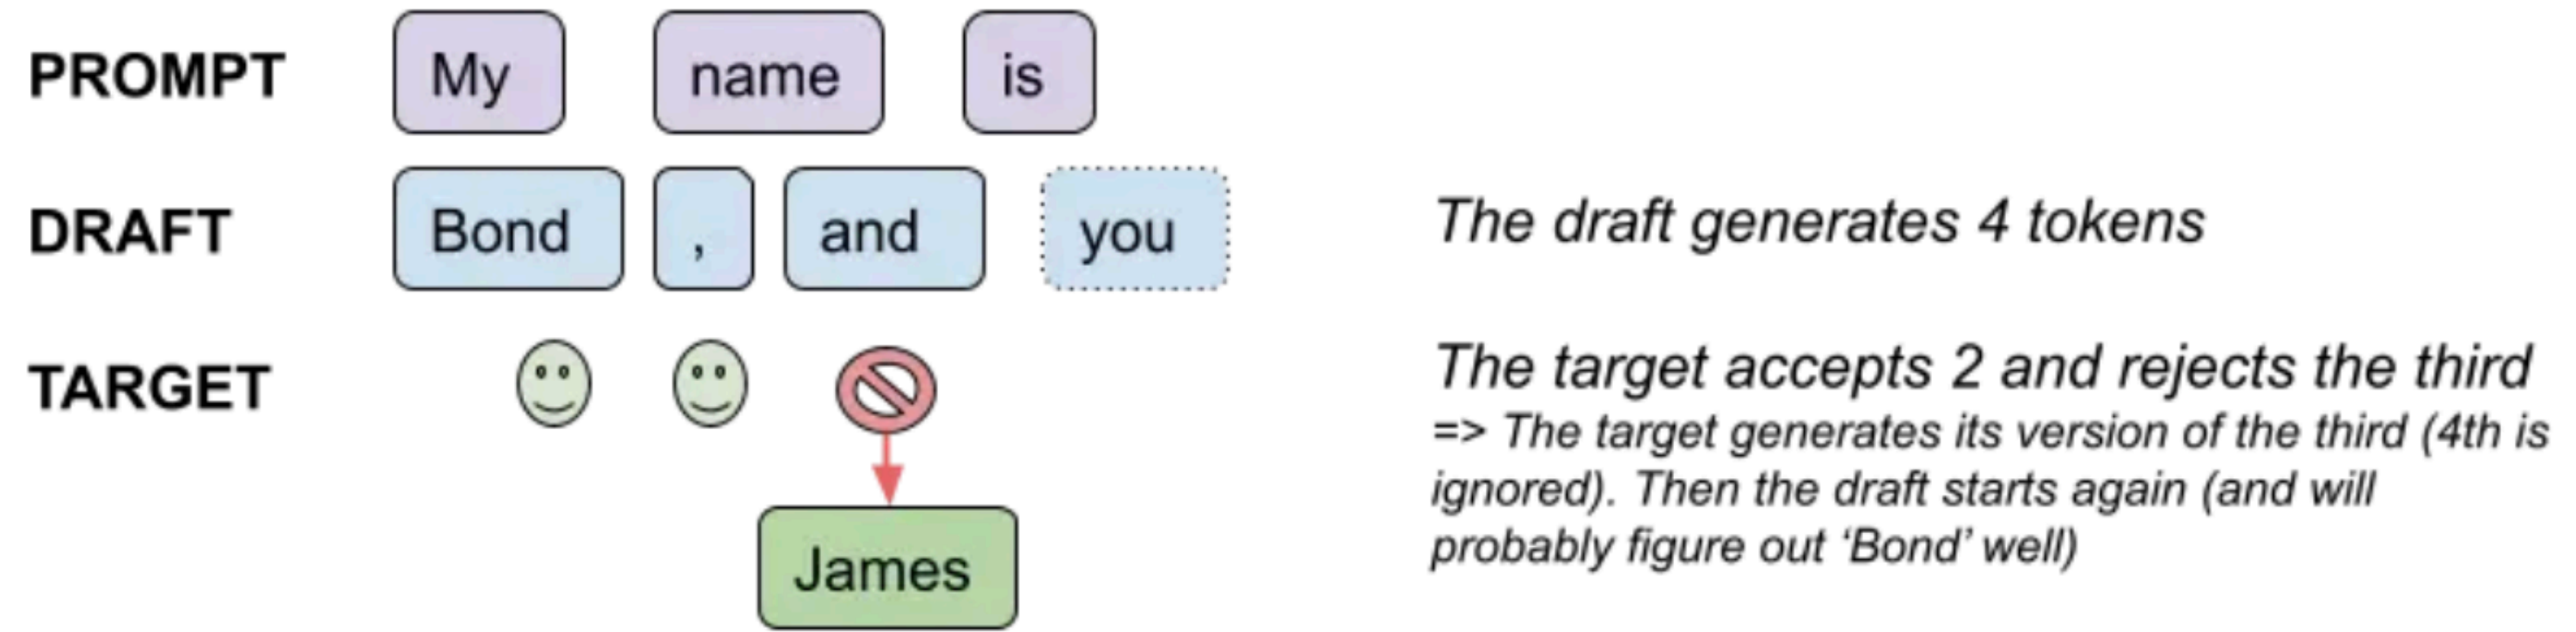 PROMPT My name is
DRAFT Bond , and you The draft generates 4 tokens
TARGET The target accepts 2 and rejects the third
=> The target generates its version of the third (4th is
ignored). Then the draft starts again (and will
probably figure out ‘Bond’ well)
James